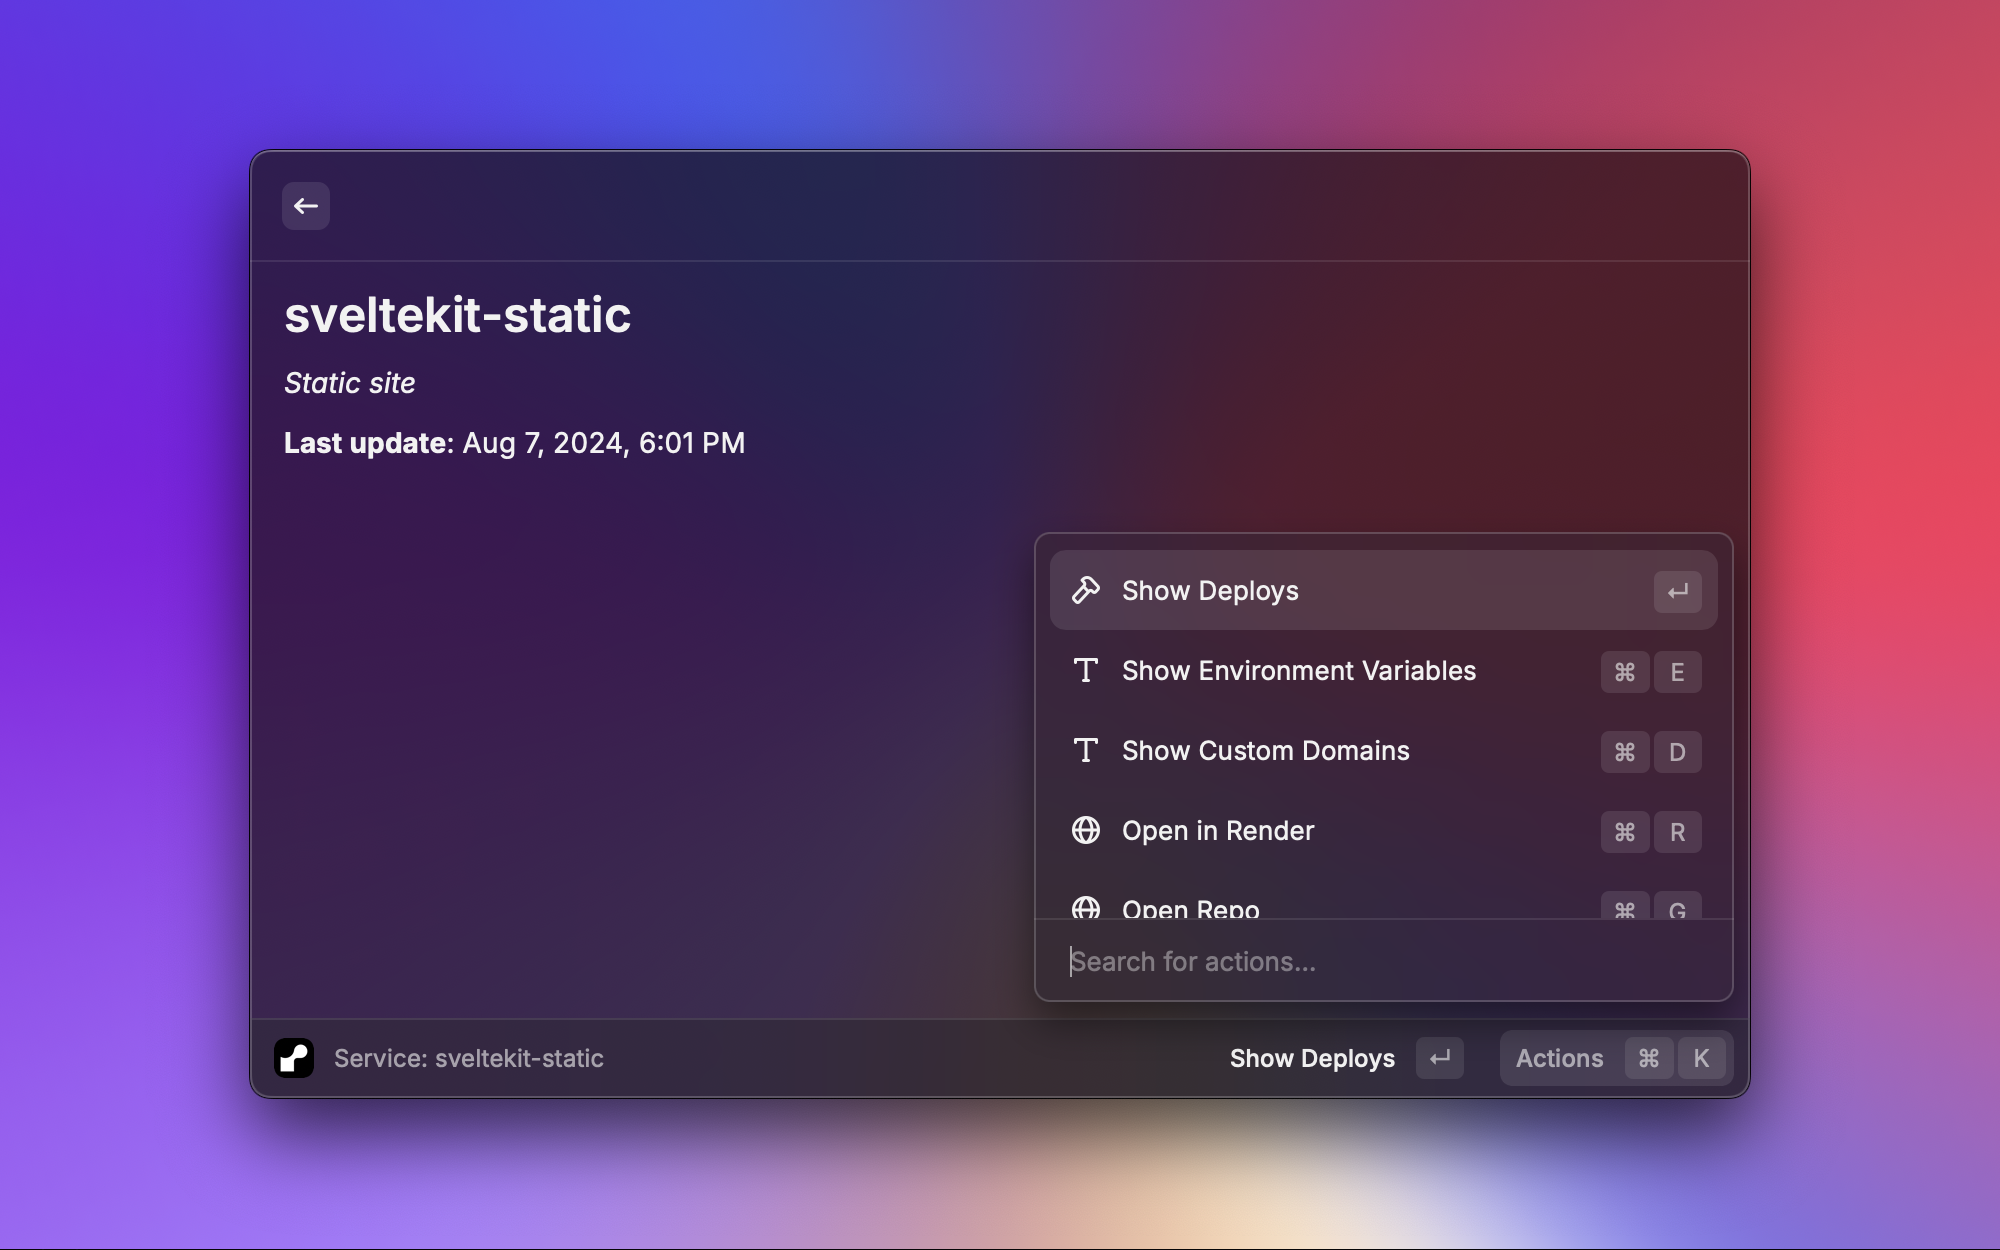 sveltekit-static
Static site
Last update: Aug 7, 2024, 6:01 PM
Show Deploys
Show Environment Variables ⌘ E
Show Custom Domains ⌘ D
Open in Render ⌘ R
Open Repo ⌘ G
Search for actions...
Service: sveltekit-static Show Deploys Actions ⌘ K